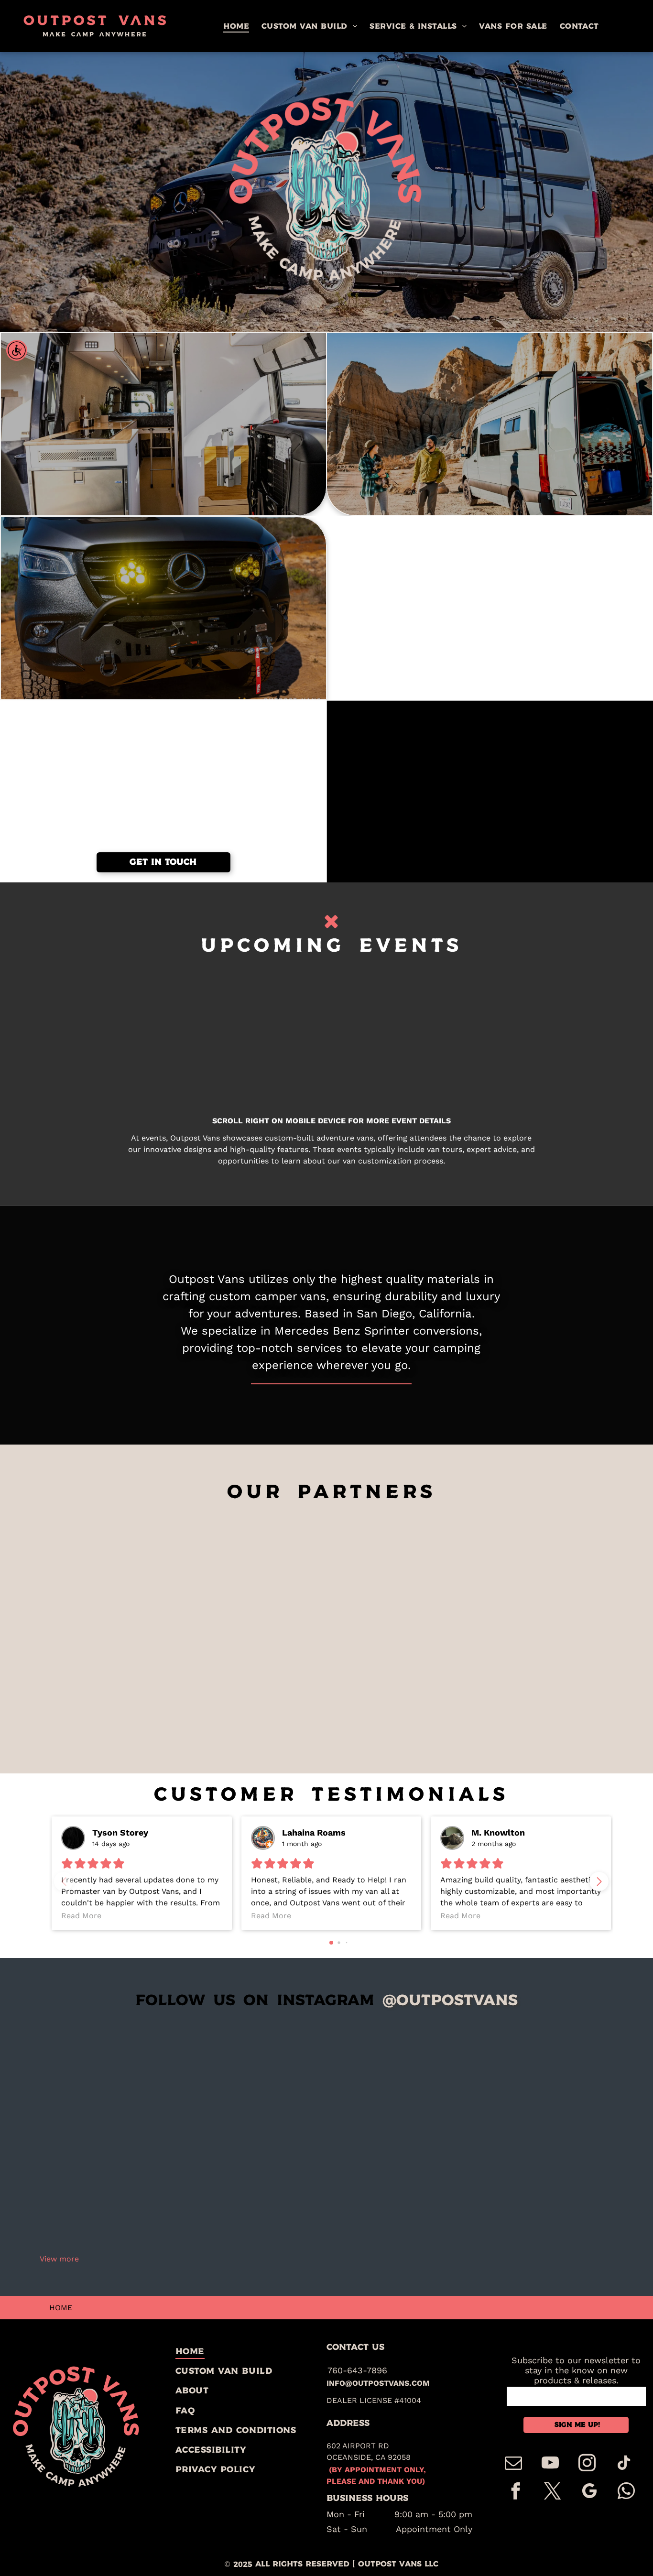 OUTPOST VANS
MAKE CAMP ANYWHERE
HOME
CUSTOM VAN BUILD
SERVICE & INSTALLS
VANS FOR SALE
CONTACT
OUTPOST VANS
MAKE CAMP ANYWHERE
GET IN TOUCH
UPCOMING EVENTS
SCROLL RIGHT ON MOBILE DEVICE FOR MORE EVENT DETAILS
At events, Outpost Vans showcases custom-built adventure vans, offering attendees the chance to explore
our innovative designs and high-quality features. These events typically include van tours, expert advice, and
opportunities to learn about our van customization process.
Outpost Vans utilizes only the highest quality materials in
crafting custom camper vans, ensuring durability and luxury
for your adventures. Based in San Diego, California.
We specialize in Mercedes Benz Sprinter conversions,
providing top-notch services to elevate your camping
experience wherever you go.
OUR PARTNERS
CUSTOMER TESTIMONIALS
Tyson Storey
14 days ago
I recently had several updates done to my
Promaster van by Outpost Vans, and I
couldn't be happier with the results. From
Read More
Lahaina Roams
1 month ago
Honest, Reliable, and Ready to Help! I ran
into a string of issues with my van all at
once, and Outpost Vans went out of their
Read More
M. Knowlton
2 months ago
Amazing build quality, fantastic aestheti
highly customizable, and most importantly
the whole team of experts are easy to
Read More
FOLLOW US ON INSTAGRAM @OUTPOSTVANS
View more
HOME
OUTPOST VANS
MAKE CAMP ANYWHERE
HOME
CUSTOM VAN BUILD
ABOUT
FAQ
TERMS AND CONDITIONS
ACCESSIBILITY
PRIVACY POLICY
CONTACT US
760-643-7896
INFO@OUTPOSTVANS.COM
DEALER LICENSE #41004
ADDRESS
602 AIRPORT RD
OCEANSIDE, CA 92058
(BY APPOINTMENT ONLY,
PLEASE AND THANK YOU)
BUSINESS HOURS
Mon - Fri 9:00 am - 5:00 pm
Sat - Sun Appointment Only
Subscribe to our newsletter to
stay in the know on new
products & releases.
SIGN ME UP!
© 2025 ALL RIGHTS RESERVED | OUTPOST VANS LLC